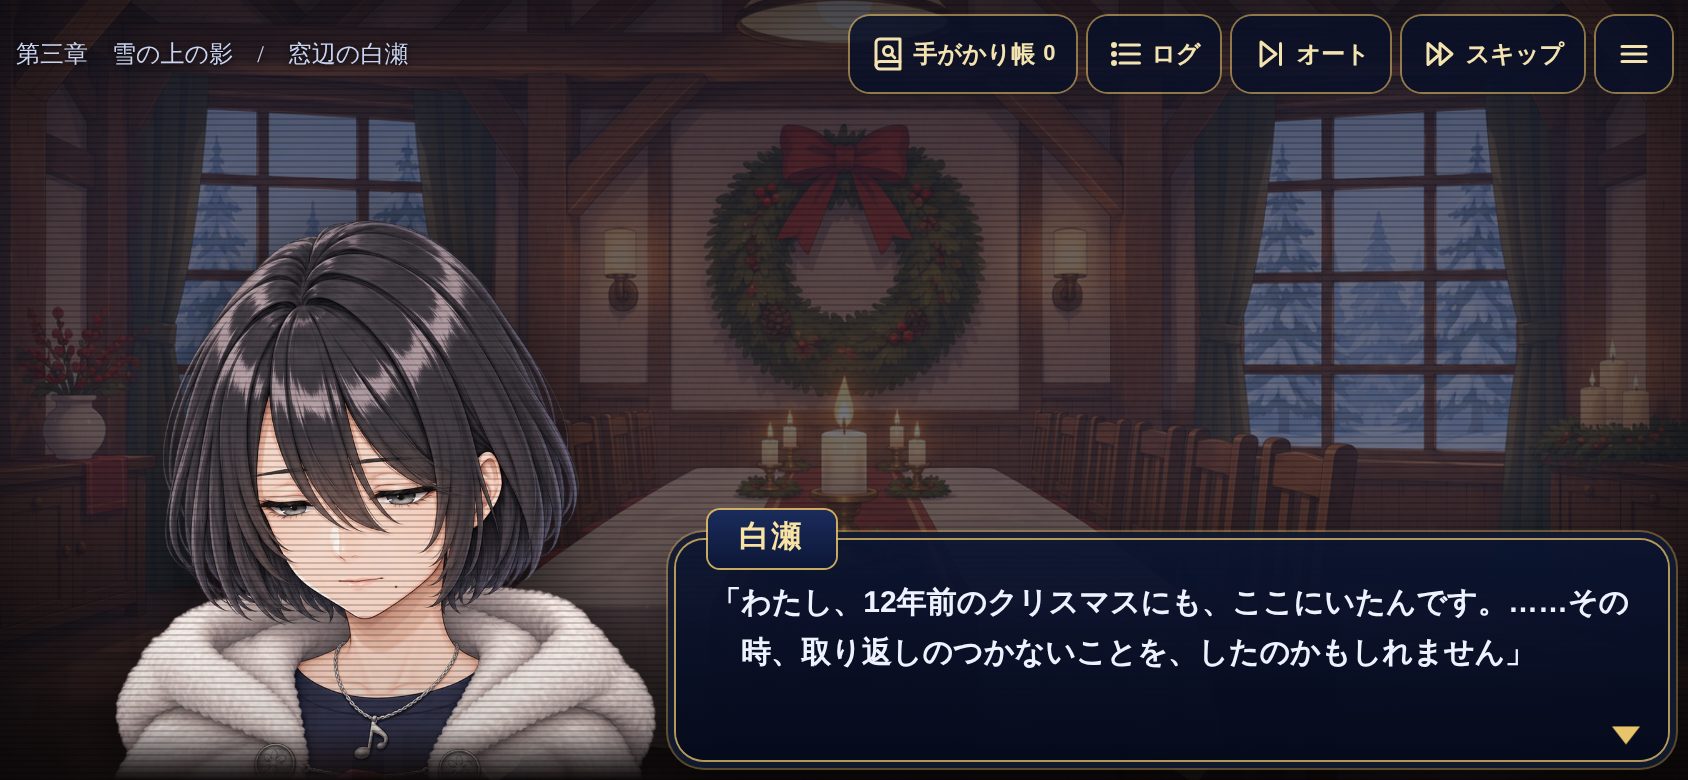 第三章　雪の上の影　/　窓辺の白瀬
手がかり帳 0
ログ
オート
スキップ
白瀬
「わたし、12年前のクリスマスにも、ここにいたんです。……その
時、取り返しのつかないことを、したのかもしれません」